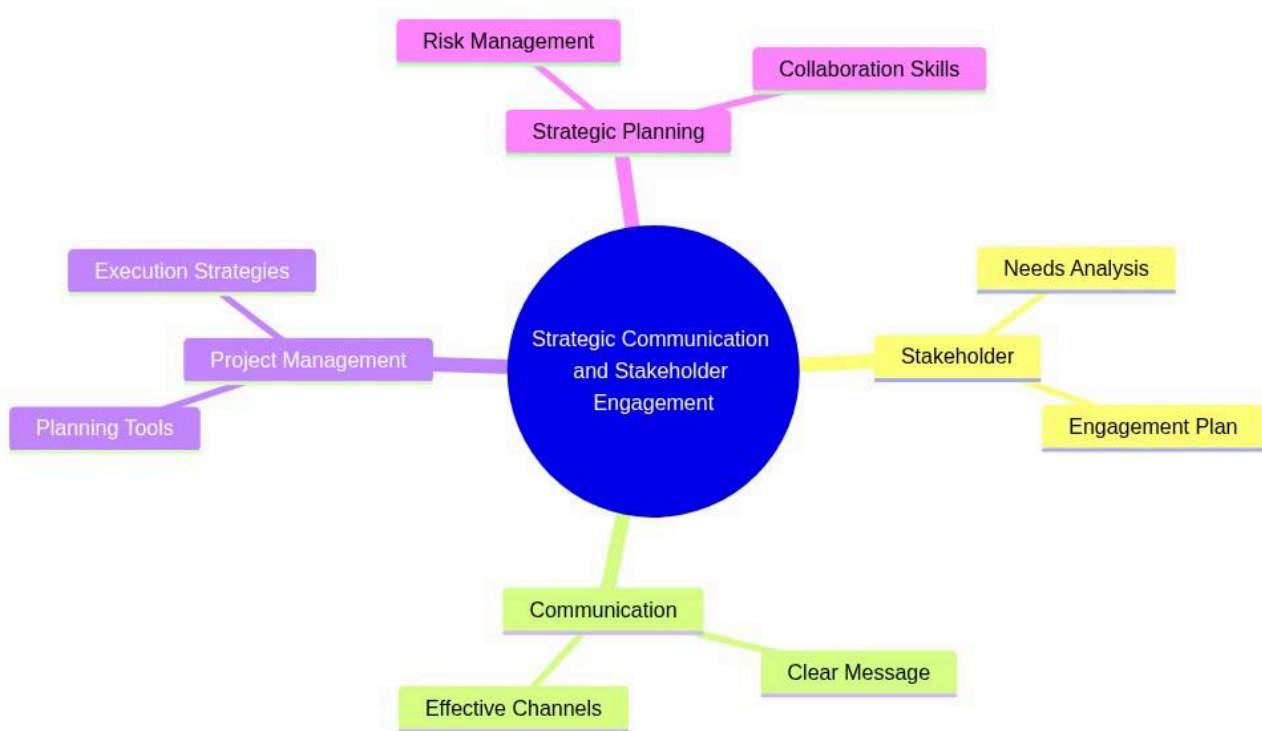 Risk Management
Collaboration Skills
Strategic Planning
Execution Strategies
Needs Analysis
Strategic Communication
and Stakeholder
Engagement
Project Management
Stakeholder
Planning Tools
Engagement Plan
Communication
Clear Message
Effective Channels